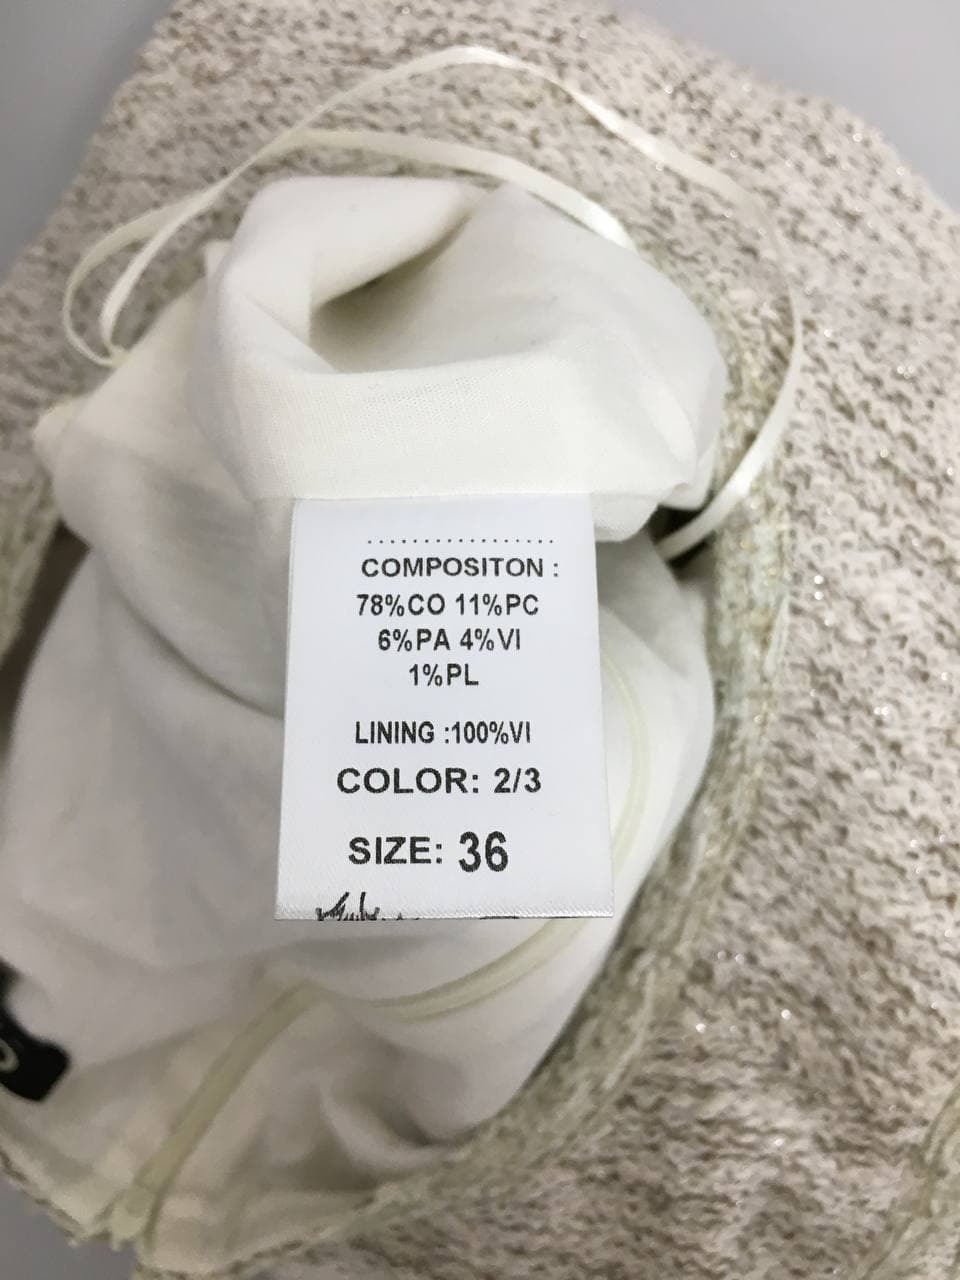 COMPOSITON :
78%CO 11%PC
6%PA 4%VI
1%PL
LINING :100%VI
COLOR: 2/3
SIZE: 36